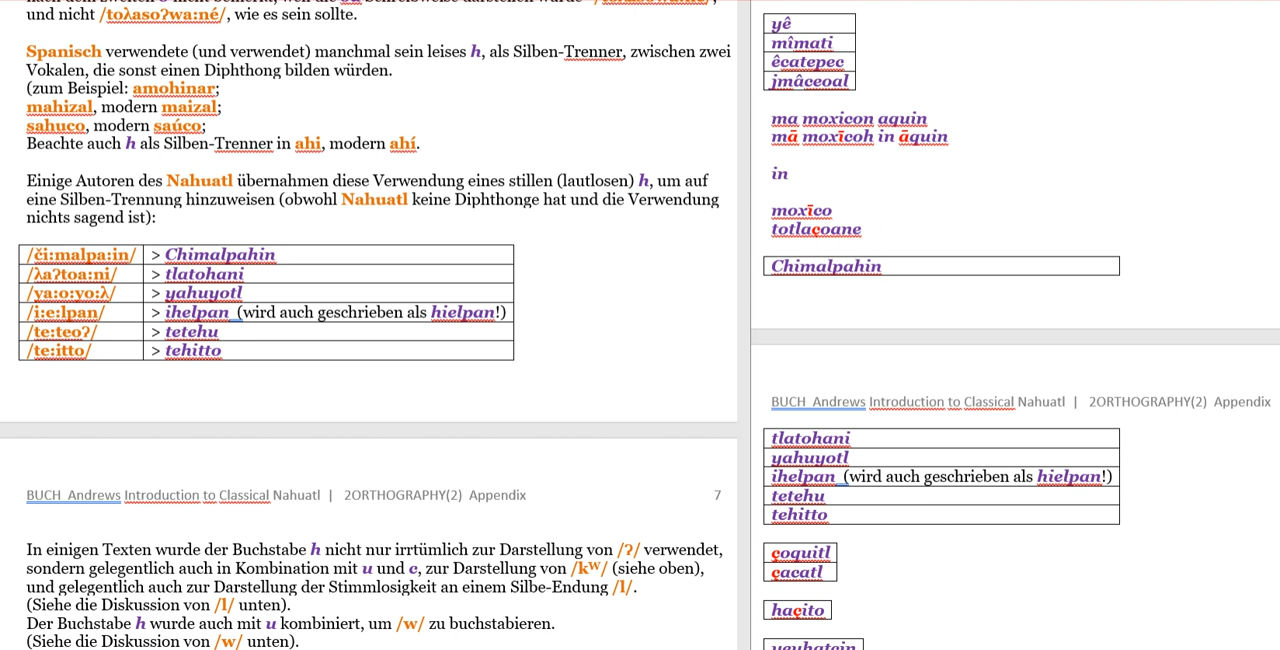 und nicht /toλasoʔwa:né/, wie es sein sollte.
Spanisch verwendete (und verwendet) manchmal sein leises h, als Silben-Trenner, zwischen zwei
Vokalen, die sonst einen Diphthong bilden würden.
(zum Beispiel: amohinar;
mahizal, modern maizal;
sahuco, modern saúco;
Beachte auch h als Silben-Trenner in ahi, modern ahí.
Einige Autoren des Nahuatl übernahmen diese Verwendung eines stillen (lautlosen) h, um auf
eine Silben-Trennung hinzuweisen (obwohl Nahuatl keine Diphthonge hat und die Verwendung
nichts sagend ist):
/či:malpa:in/ > Chimalpahin
/λaʔtoa:ni/ > tlatohani
/ya:o:yo:λ/ > yahuyotl
/i:e:lpan/ > ihelpan (wird auch geschrieben als hielpan!)
/te:teoʔ/ > tetehu
/te:itto/ > tehitto
BUCH Andrews Introduction to Classical Nahuatl | 2ORTHOGRAPHY(2) Appendix 7
In einigen Texten wurde der Buchstabe h nicht nur irrtümlich zur Darstellung von /ʔ/ verwendet,
sondern gelegentlich auch in Kombination mit u und c, zur Darstellung von /kᵂ/ (siehe oben),
und gelegentlich auch zur Darstellung der Stimmlosigkeit an einem Silbe-Endung /l/.
(Siehe die Diskussion von /l/ unten).
Der Buchstabe h wurde auch mit u kombiniert, um /w/ zu buchstabieren.
(Siehe die Diskussion von /w/ unten).
yê
mîmati
êcatepec
jmâceoal
ma moxicon aquin
mā moxīcoh in āquin
in
moxīco
totlaçoane
Chimalpahin
BUCH Andrews Introduction to Classical Nahuatl | 2ORTHOGRAPHY(2) Appendix
tlatohani
yahuyotl
ihelpan (wird auch geschrieben als hielpan!)
tetehu
tehitto
çoquitl
çacatl
haçito